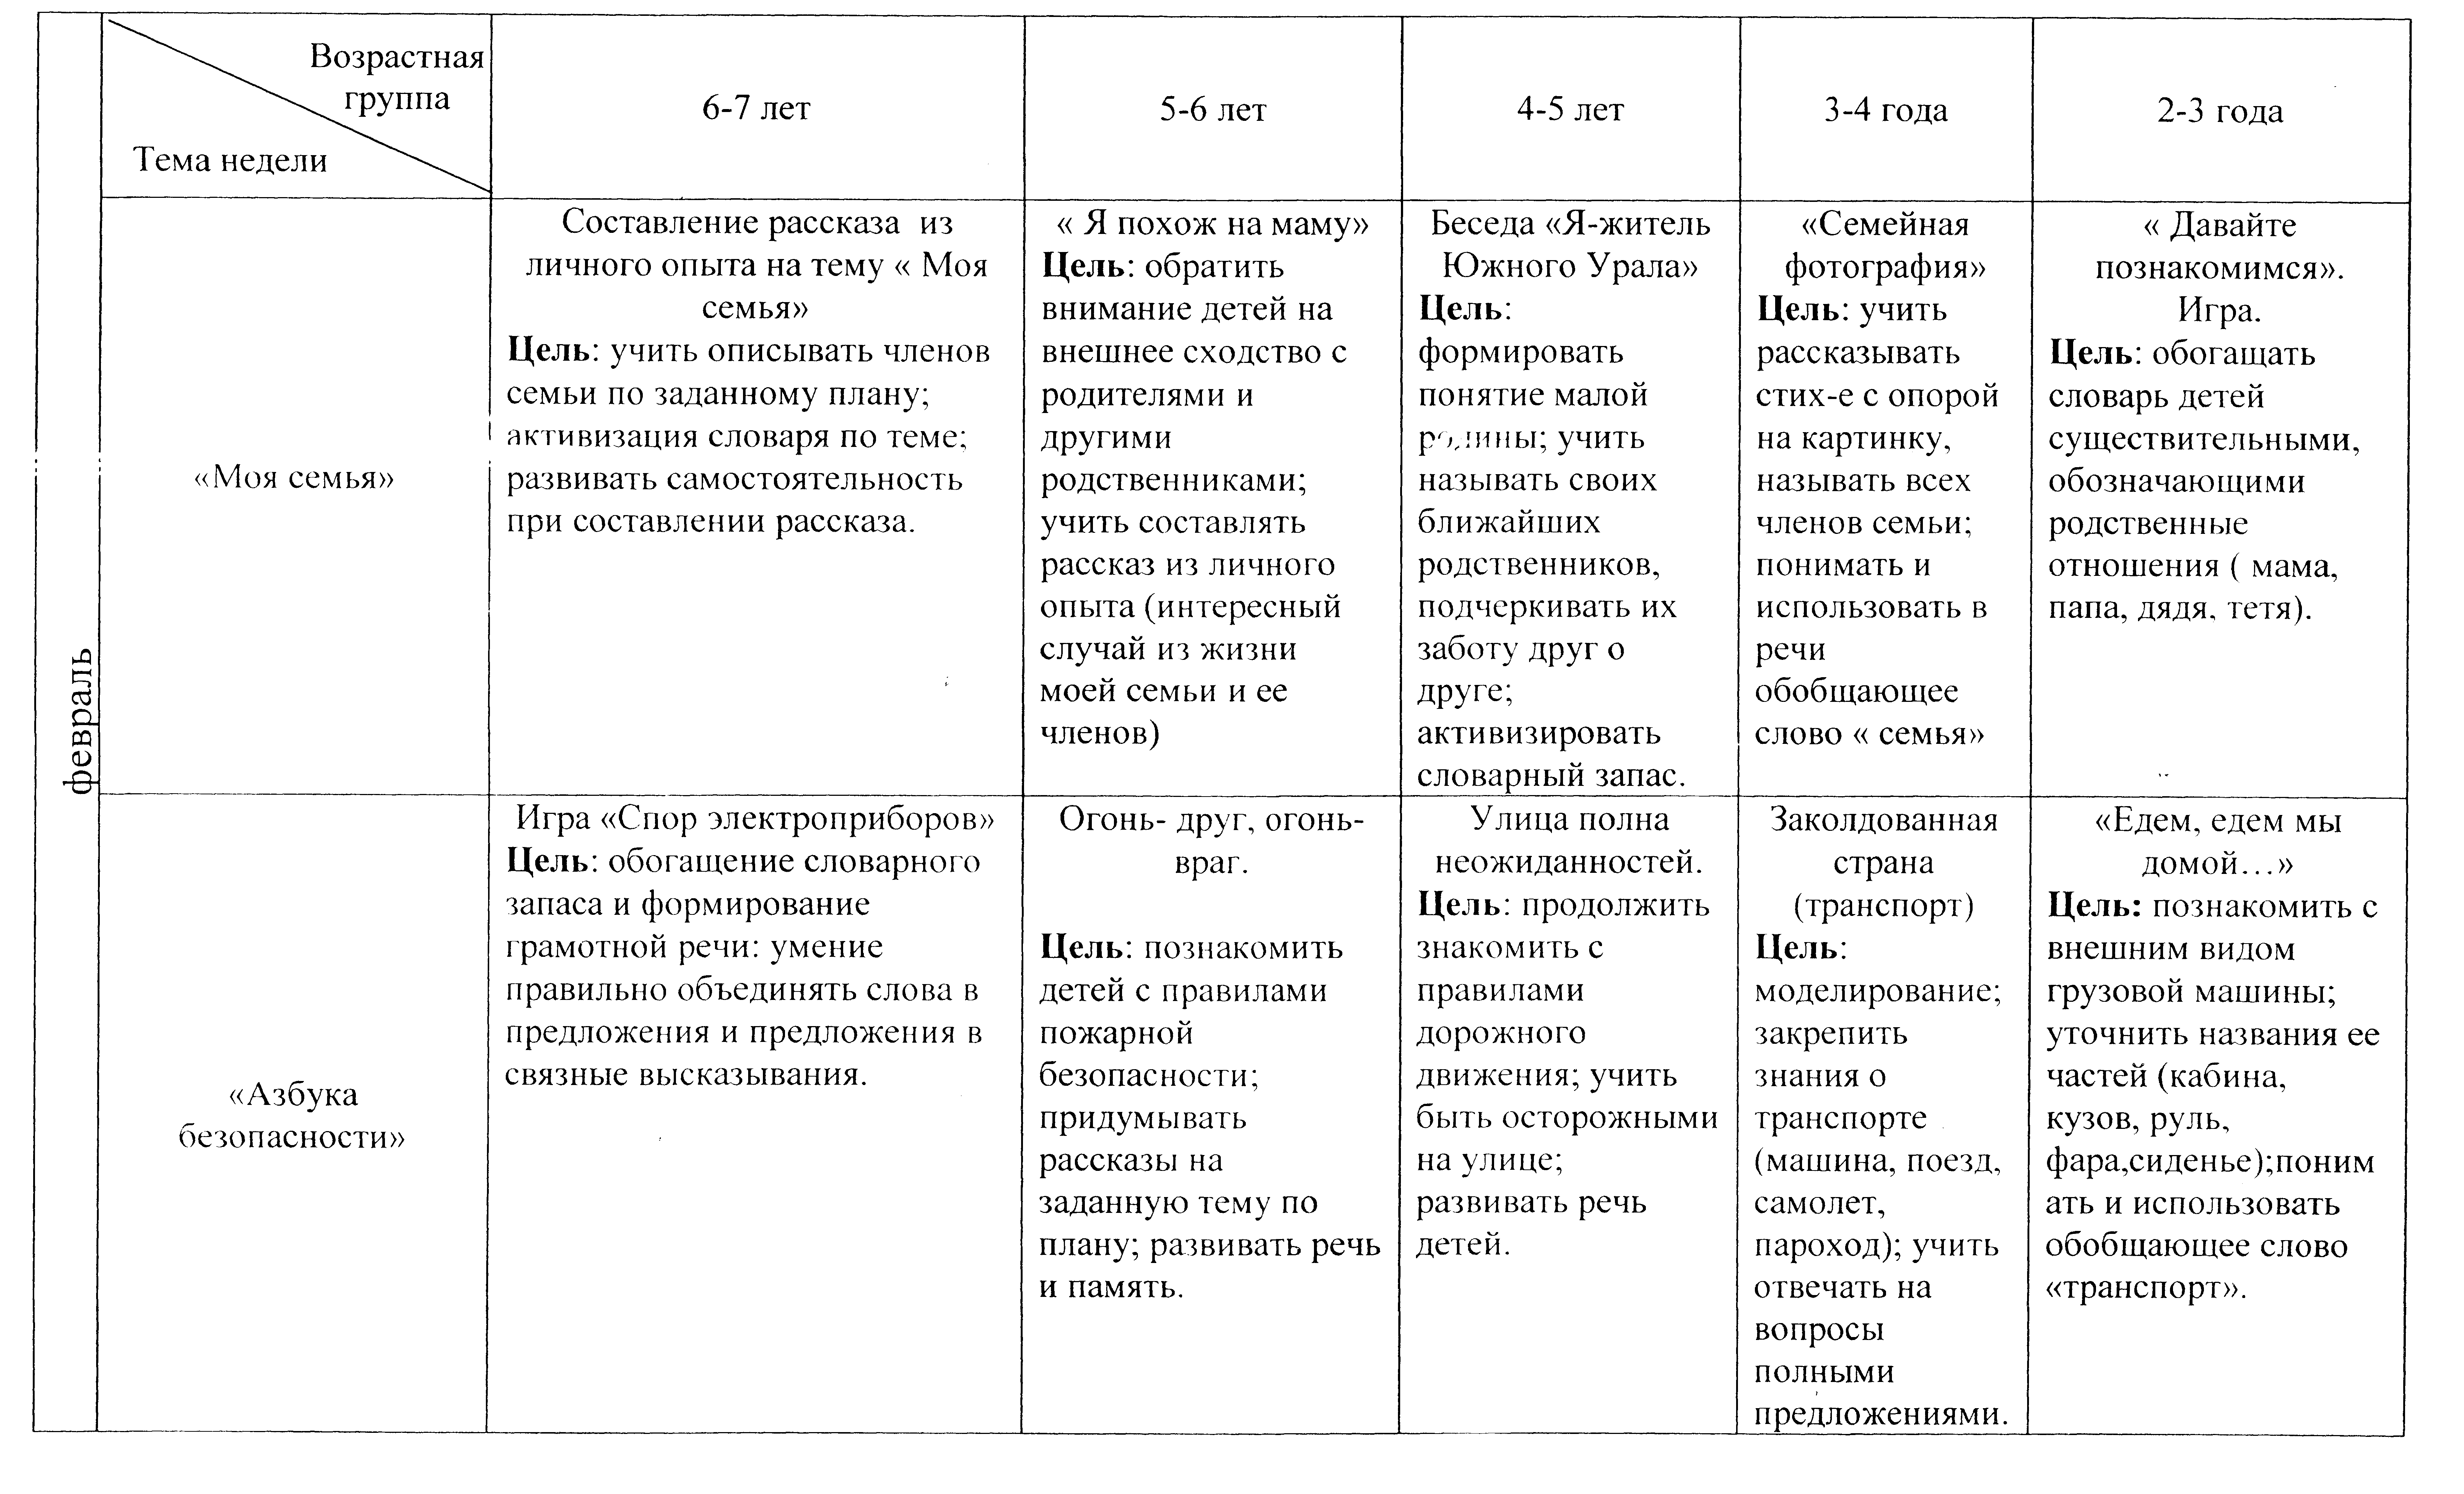 февраль
Возрастная
группа
Тема недели
6-7 лет
5-6 лет
4-5 лет
3-4 года
2-3 года
«Моя семья»
Составление рассказа из
личного опыта на тему « Моя
семья»
Цель: учить описывать членов
семьи по заданному плану;
активизация словаря по теме;
развивать самостоятельность
при составлении рассказа.
« Я похож на маму»
Цель: обратить
внимание детей на
внешнее сходство с
родителями и
другими
родственниками;
учить составлять
рассказ из личного
опыта (интересный
случай из жизни
моей семьи и ее
членов)
Беседа «Я-житель
Южного Урала»
Цель:
формировать
понятие малой
родины; учить
называть своих
ближайших
родственников,
подчеркивать их
заботу друг о
друге;
активизировать
словарный запас.
«Семейная
фотография»
Цель: учить
рассказывать
стих-е с опорой
на картинку,
называть всех
членов семьи;
понимать и
использовать в
речи
обобщающее
слово « семья»
« Давайте
познакомимся».
Игра.
Цель: обогащать
словарь детей
существительными,
обозначающими
родственные
отношения ( мама,
папа, дядя, тетя).
«Азбука
безопасности»
Игра «Спор электроприборов»
Цель: обогащение словарного
запаса и формирование
грамотной речи: умение
правильно объединять слова в
предложения и предложения в
связные высказывания.
Огонь- друг, огонь-
враг.
Цель: познакомить
детей с правилами
пожарной
безопасности;
придумывать
рассказы на
заданную тему по
плану; развивать речь
и память.
Улица полна
неожиданностей.
Цель: продолжить
знакомить с
правилами
дорожного
движения; учить
быть осторожными
на улице;
развивать речь
детей.
Заколдованная
страна
(транспорт)
Цель:
моделирование;
закрепить
знания о
транспорте
(машина, поезд,
самолет,
пароход); учить
отвечать на
вопросы
полными
предложениями.
«Едем, едем мы
домой…»
Цель: познакомить с
внешним видом
грузовой машины;
уточнить названия ее
частей (кабина,
кузов, руль,
фара,сиденье);поним
ать и использовать
обобщающее слово
«транспорт».